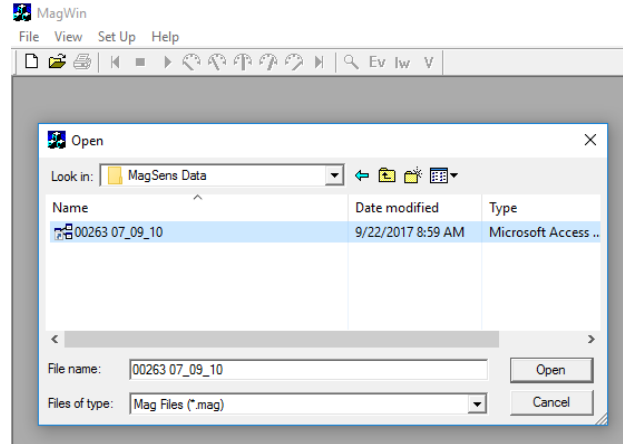 MagWin
File View Set Up Help
Ev Iw V
Open
Look in: MagSens Data
Name Date modified Type
00263 07_09_10 9/22/2017 8:59 AM Microsoft Access ..
File name: 00263 07_09_10 Open
Files of type: Mag Files (*.mag) Cancel